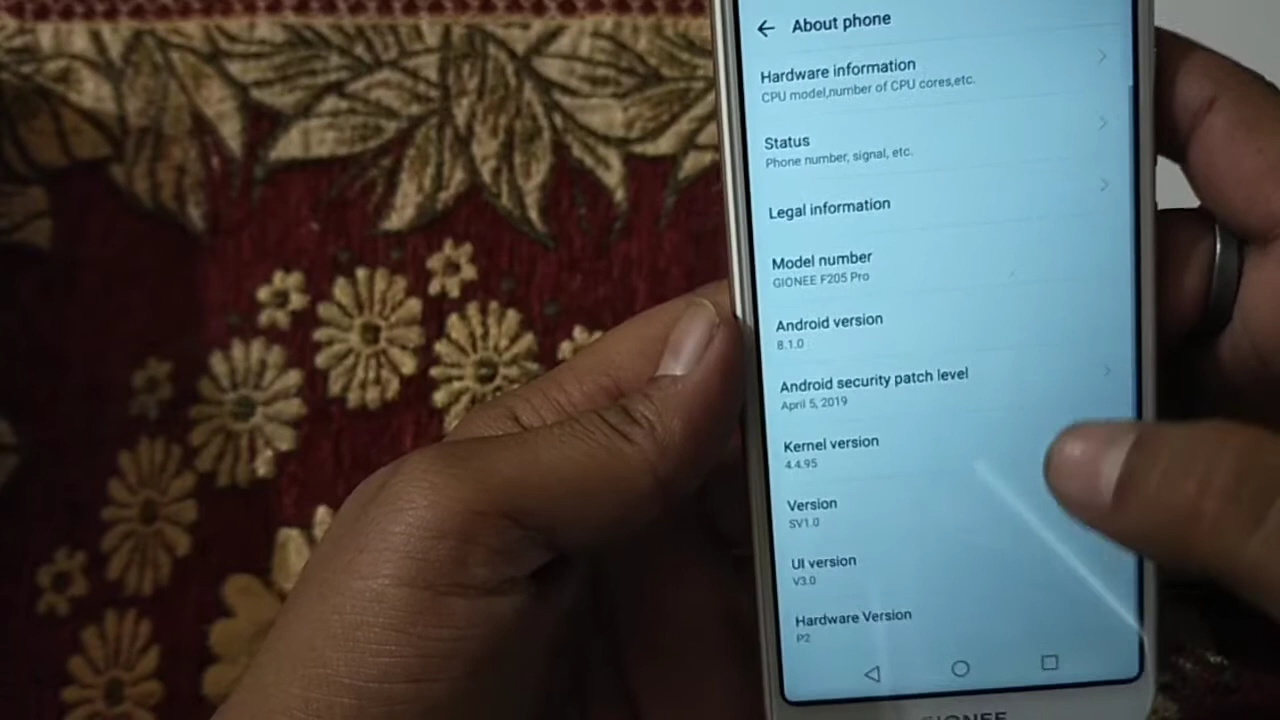 About phone
Hardware information
CPU model,number of CPU cores,etc.
Status
Phone number, signal, etc.
Legal information
Model number
GIONEE F205 Pro
Android version
8.1.0
Android security patch level
April 5, 2019
Kernel version
4.4.95
Version
SV1.0
UI version
V3.0
Hardware Version
P2
GIONEE